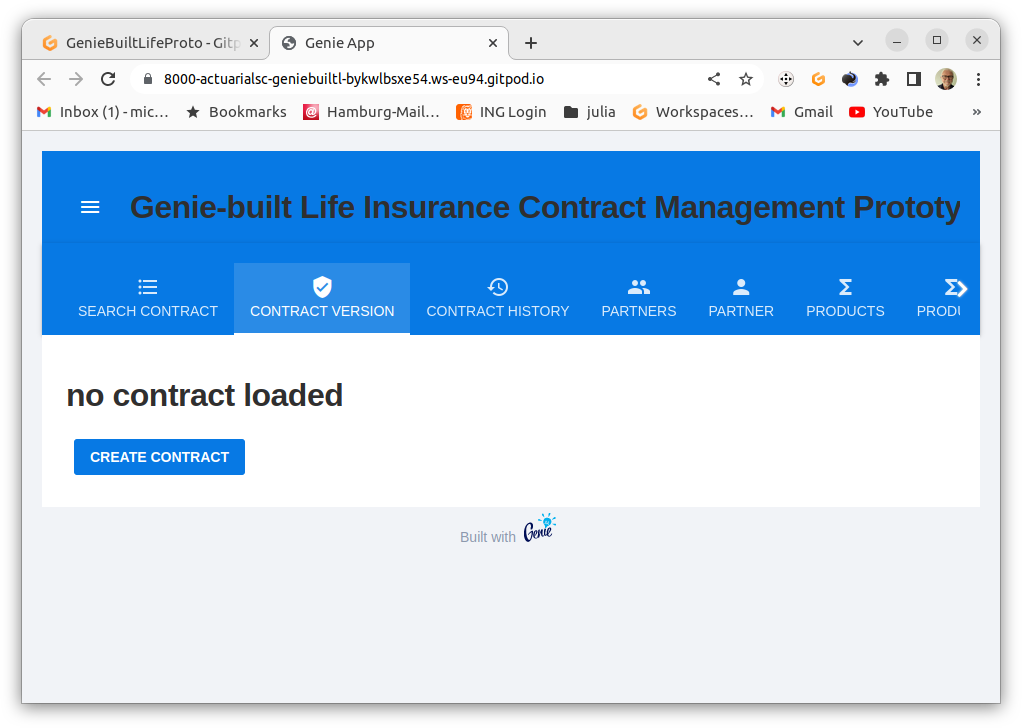 GenieBuiltLifeProto - Gitp
Genie App
8000-actuarialsc-geniebuiltl-bykwlbsxe54.ws-eu94.gitpod.io
Inbox (1) - mic… Bookmarks Hamburg-Mail… ING Login julia Workspaces… Gmail YouTube »
Genie-built Life Insurance Contract Management Prototy
SEARCH CONTRACT CONTRACT VERSION CONTRACT HISTORY PARTNERS PARTNER PRODUCTS PRODU
no contract loaded
CREATE CONTRACT
Built with Genie